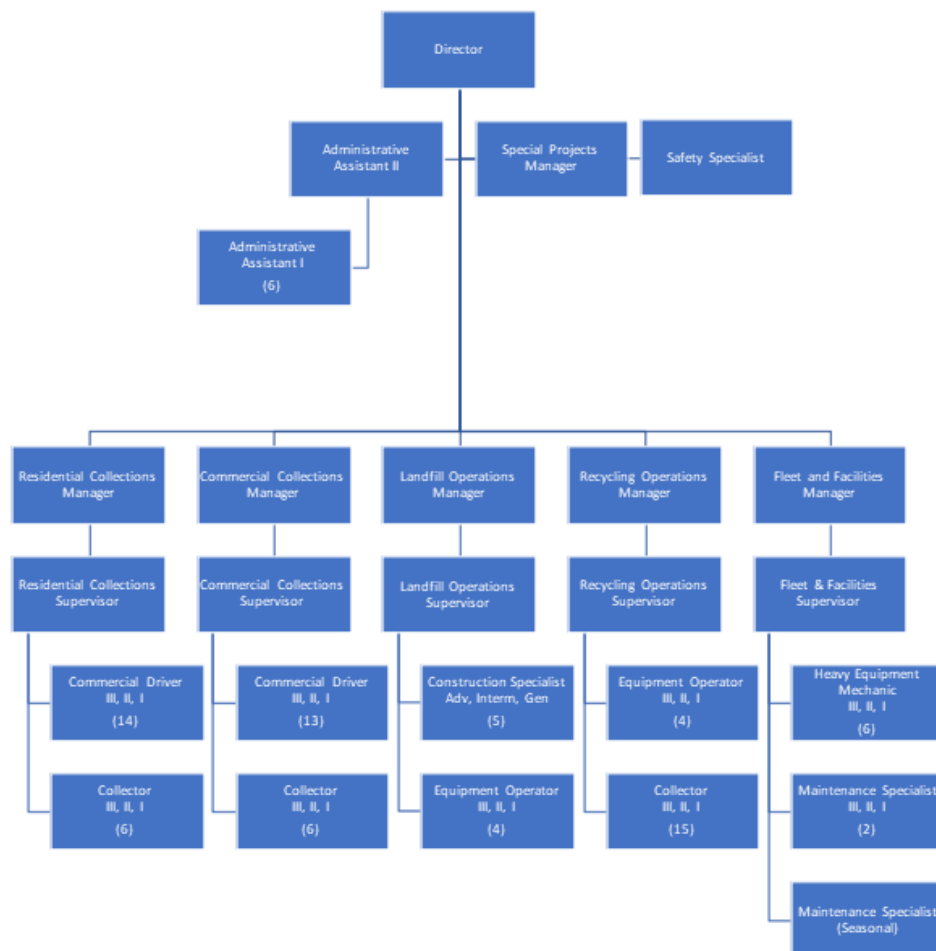 Director
Administrative
Assistant II
Special Projects
Manager
Safety Specialist
Administrative
Assistant I
(6)
Residential Collections
Manager
Commercial Collections
Manager
Landfill Operations
Manager
Recycling Operations
Manager
Fleet and Facilities
Manager
Residential Collections
Supervisor
Commercial Collections
Supervisor
Landfill Operations
Supervisor
Recycling Operations
Supervisor
Fleet & Facilities
Supervisor
Commercial Driver
III, II, I
(14)
Commercial Driver
III, II, I
(13)
Construction Specialist
Adv, Interm, Gen
(5)
Equipment Operator
III, II, I
(4)
Heavy Equipment
Mechanic
III, II, I
(6)
Collector
III, II, I
(6)
Collector
III, II, I
(6)
Equipment Operator
III, II, I
(4)
Collector
III, II, I
(15)
Maintenance Specialist
III, II, I
(2)
Maintenance Specialist
(Seasonal)